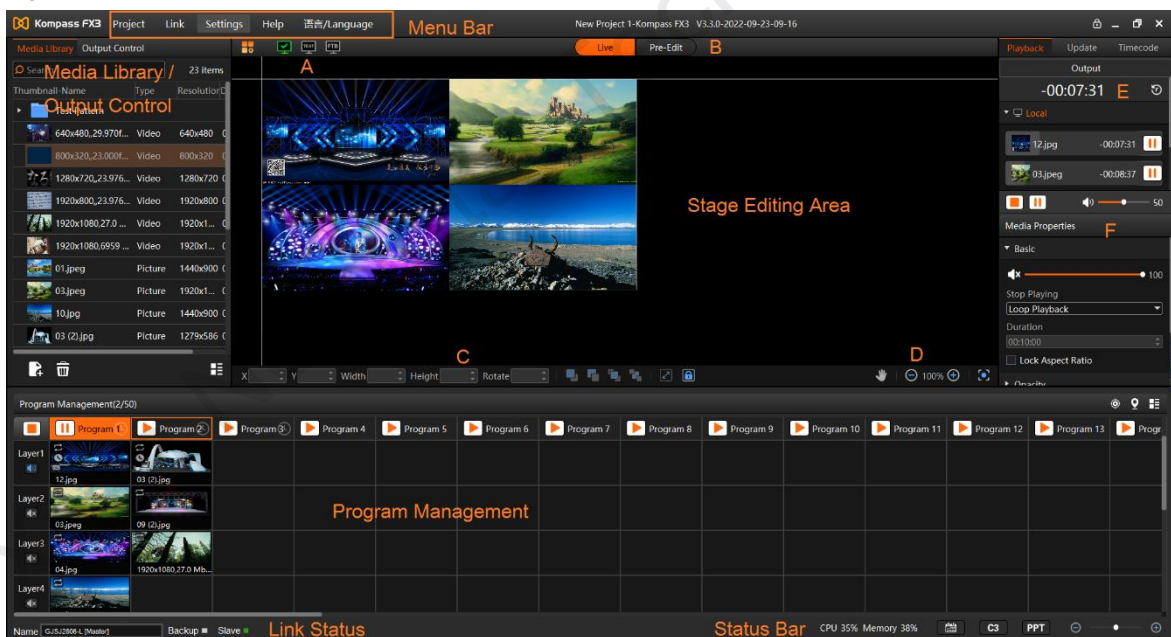 Kompass FX3 Project Link Settings Help 语言/Language Menu Bar New Project 1-Kompass FX3 V3.3.0-2022-09-23-09-16
Media Library Output Control TEST FTB Live Pre-Edit B Playback Update Timecode
A
Media Library / 23 items Output
Thumbnail-Name Type Resolution
Output Control
-00:07:31 E
Test Pattern
Local
640x480,,29.970f... Video 640x480
12.jpg -00:07:31
800x320,,23.000f... Video 800x320
1280x720,,23.976... Video 1280x720
03.jpeg -00:08:37
1920x800,,23.976... Video 1920x800
Stage Editing Area
50
1920x1080,27.0 ... Video 1920x1...
Media Properties F
1920x1080,6959 ... Video 1920x1...
Basic
01.jpeg Picture 1440x900
100
03.jpeg Picture 1920x1...
Stop Playing
10.jpg Picture 1440x900
Loop Playback
Duration
03 (2).jpg Picture 1279x586
00:10:00
C D
Lock Aspect Ratio
X Y Width Height Rotate 100%
Opacity
Program Management(2/50)
Program 1 Program 2 Program 3 Program 4 Program 5 Program 6 Program 7 Program 8 Program 9 Program 10 Program 11 Program 12 Program 13 Progr
Layer1
12.jpg 03 (2).jpg
Layer2
Program Management
03.jpeg 09 (2).jpg
Layer3
04.jpg 1920x1080,27.0 Mb...
Layer4
Name GJSJ2806-L [Master] Backup Slave Link Status Status Bar CPU 35% Memory 38% C3 PPT